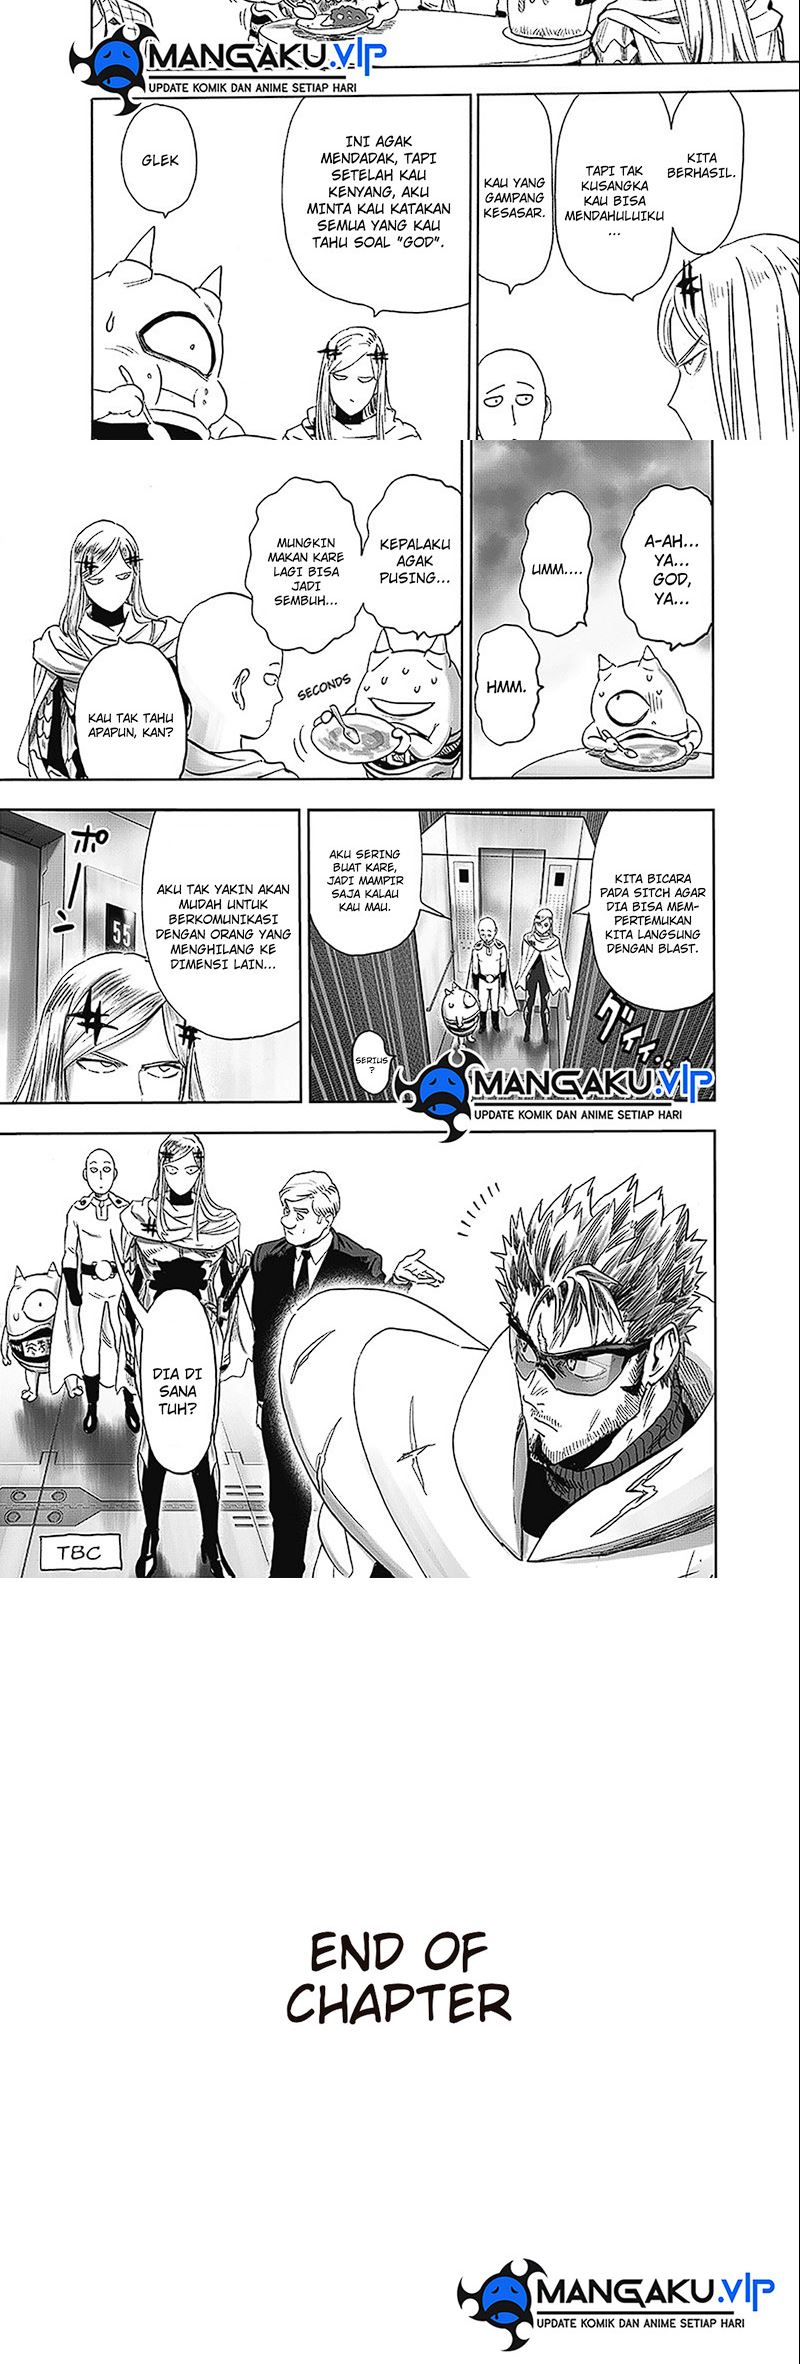 MANGAKU.VIP
UPDATE KOMIK DAN ANIME SETIAP HARI
KITA
BERHASIL.
TAPI TAK
KUSANGKA
KAU BISA
MENDAHULUIKU
...
KAU YANG
GAMPANG
KESASAR.
INI AGAK
MENDADAK, TAPI
SETELAH KAU
KENYANG, AKU
MINTA KAU KATAKAN
SEMUA YANG KAU
TAHU SOAL "GOD".
GLEK
A-AH...
YA...
GOD,
YA...
UMM....
HMM.
KEPALAKU
AGAK
PUSING...
MUNGKIN
MAKAN KARE
LAGI BISA
JADI
SEMBUH...
SECONDS
KAU TAK TAHU
APAPUN, KAN?
KITA BICARA
PADA SITCH AGAR
DIA BISA MEM-
PERTEMUKAN
KITA LANGSUNG
DENGAN BLAST.
AKU SERING
BUAT KARE,
JADI MAMPIR
SAJA KALAU
KAU MAU.
SERIUS
?
グィィ..
MANGAKU.VIP
UPDATE KOMIK DAN ANIME SETIAP HARI
AKU TAK YAKIN AKAN
MUDAH UNTUK
BERKOMUNIKASI
DENGAN ORANG YANG
MENGHILANG KE
DIMENSI LAIN...
ポーン
55
DIA DI
SANA
TUH?
TBC
END OF
CHAPTER
MANGAKU.VIP
UPDATE KOMIK DAN ANIME SETIAP HARI